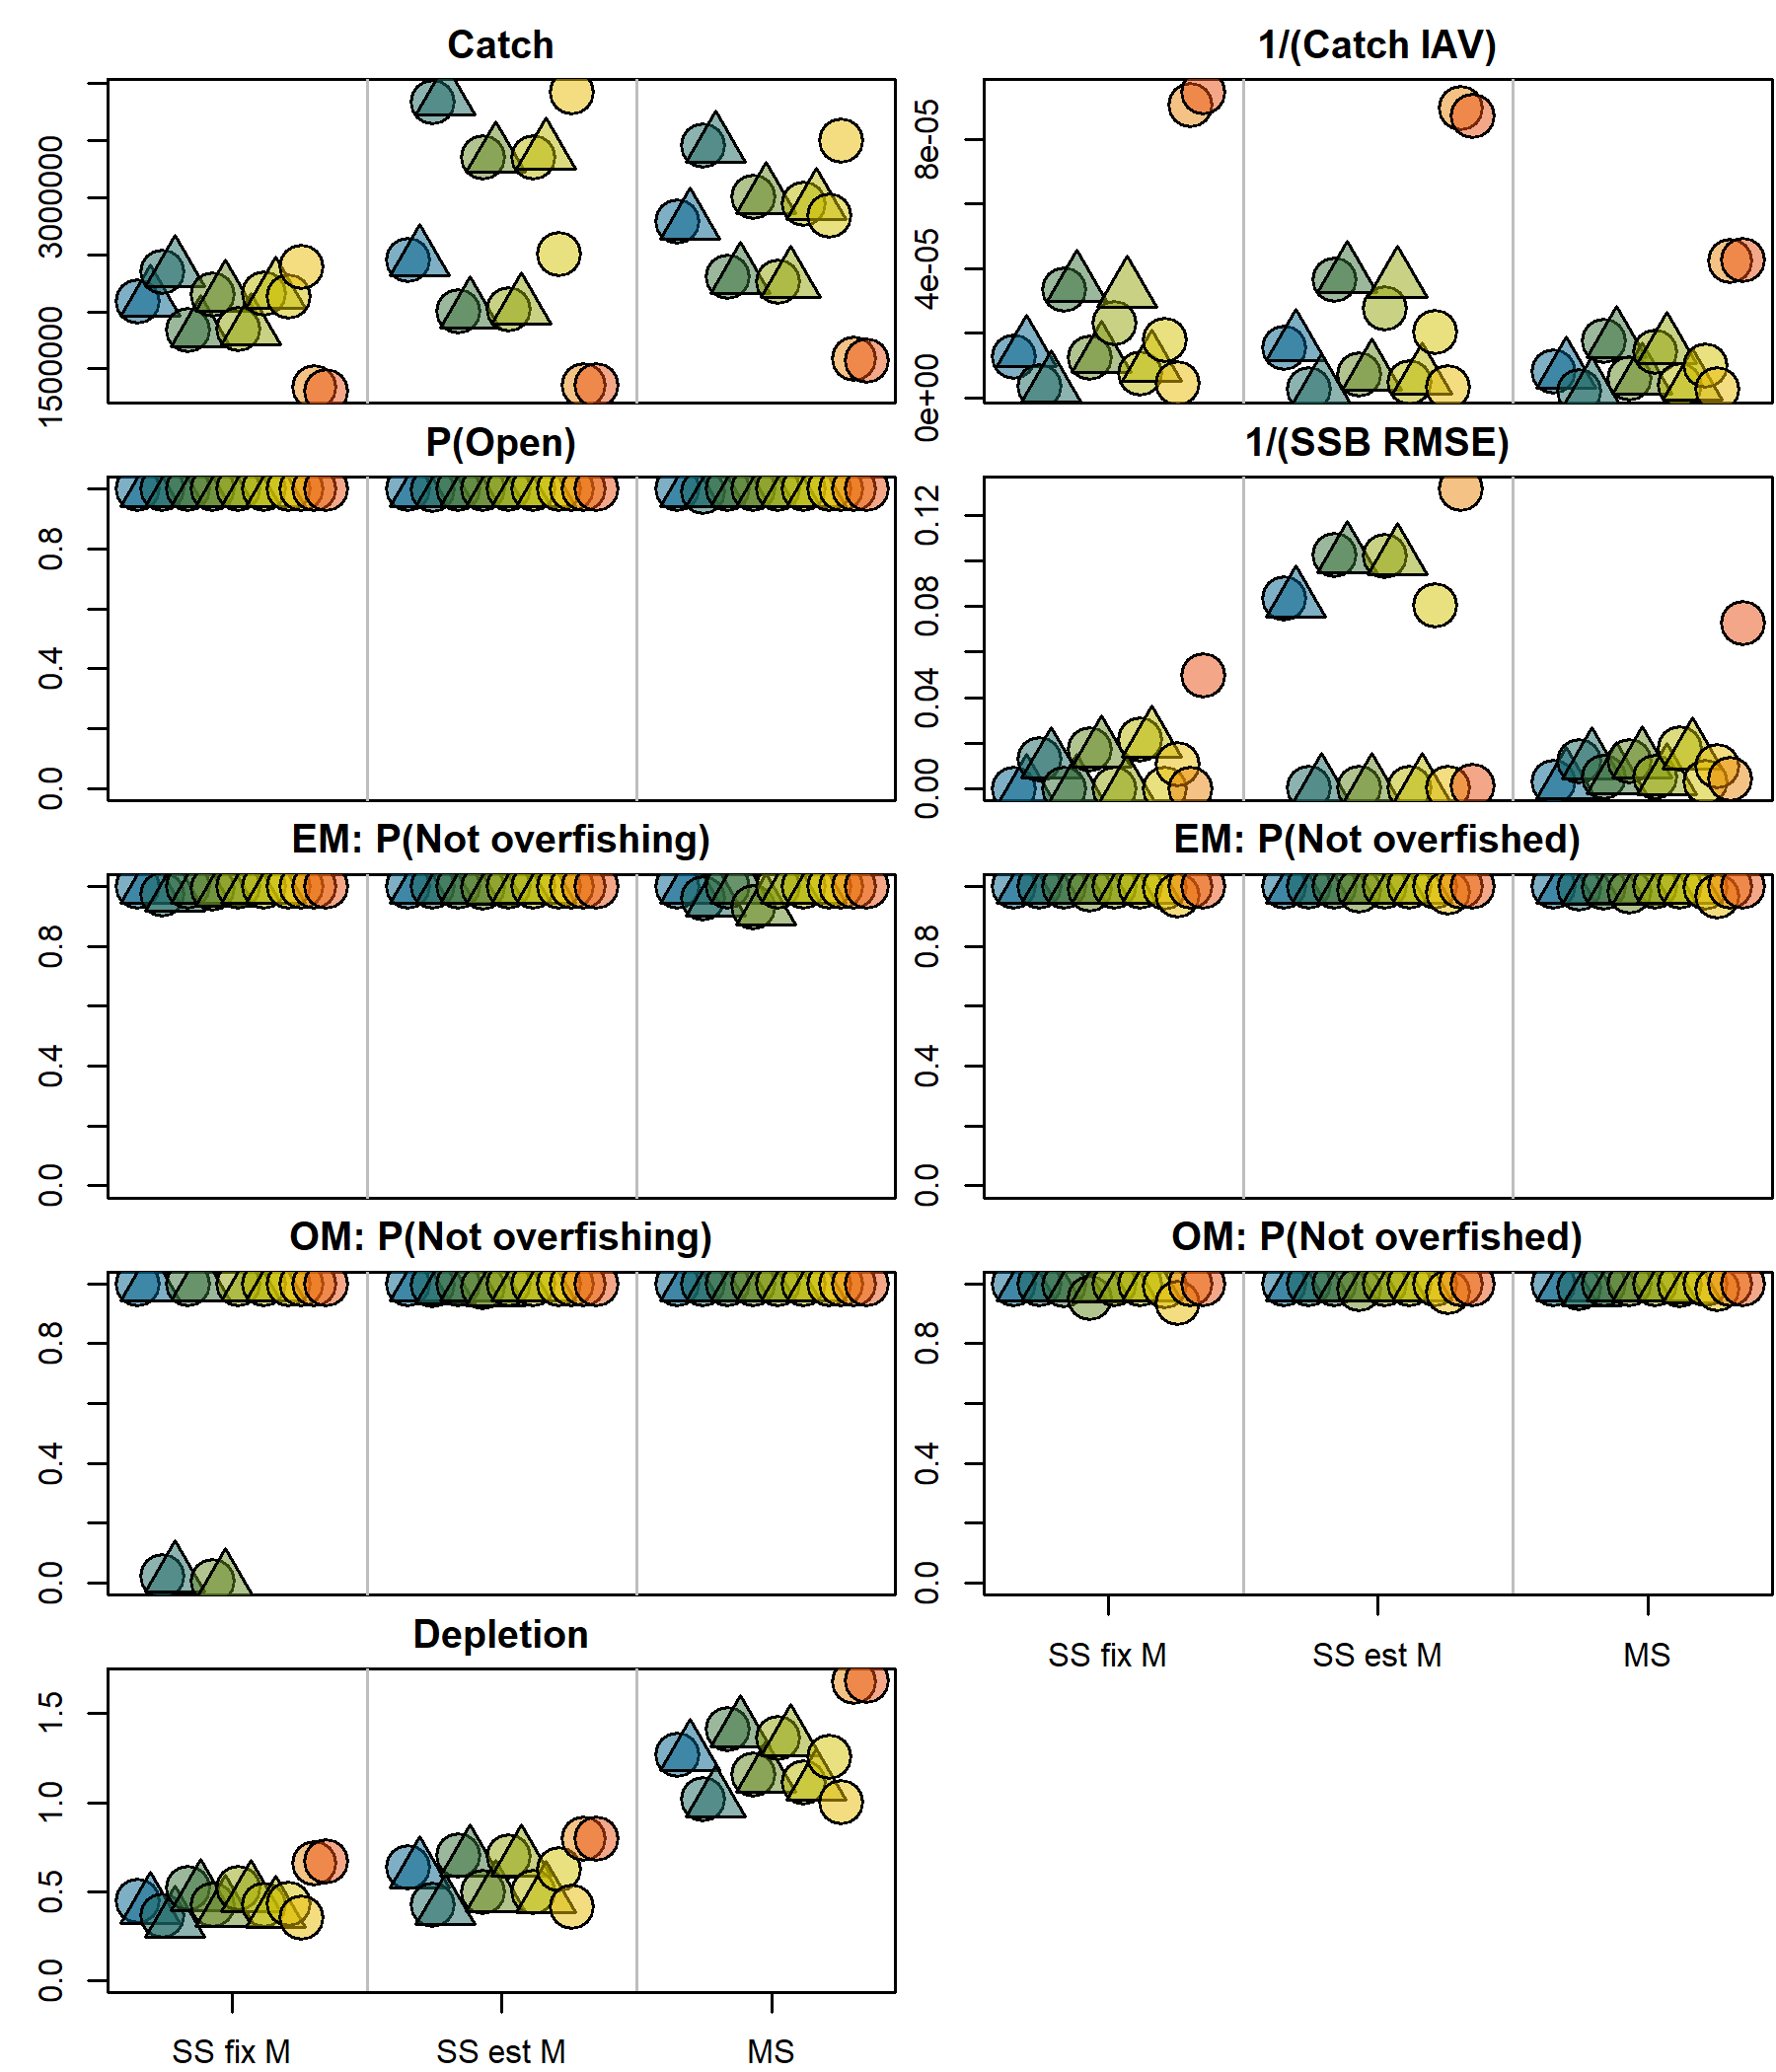 Catch
1/(Catch IAV)
1500000 3000000
0e+00 4e-05 8e-05
P(Open)
1/(SSB RMSE)
0.0 0.4 0.8
0.00 0.04 0.08 0.12
EM: P(Not overfishing)
EM: P(Not overfished)
0.0 0.4 0.8
0.0 0.4 0.8
OM: P(Not overfishing)
OM: P(Not overfished)
0.0 0.4 0.8
0.0 0.4 0.8
SS fix M SS est M MS
Depletion
0.0 0.5 1.0 1.5
SS fix M SS est M MS